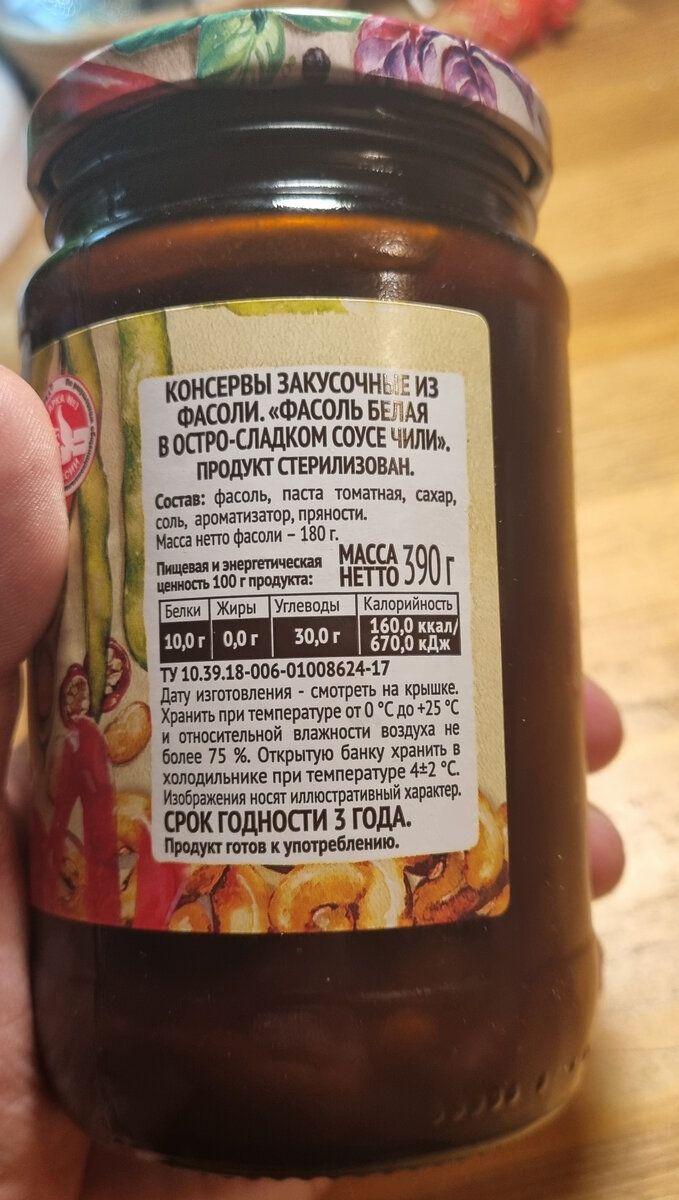 КОНСЕРВЫ ЗАКУСОЧНЫЕ ИЗ
ФАСОЛИ. «ФАСОЛЬ БЕЛАЯ
В ОСТРО-СЛАДКОМ СОУСЕ ЧИЛИ».
ПРОДУКТ СТЕРИЛИЗОВАН.
Состав: фасоль, паста томатная, сахар,
соль, ароматизатор, пряности.
Масса нетто фасоли – 180 г.
Пищевая и энергетическая
ценность 100 г продукта:
МАССА
НЕТТО 390 г
Белки Жиры Углеводы Калорийность
10,0 г 0,0 г 30,0 г 160,0 ккал/
670,0 кДж
ТУ 10.39.18-006-01008624-17
Дату изготовления - смотреть на крышке.
Хранить при температуре от 0 °С до +25 °С
и относительной влажности воздуха не
более 75 %. Открытую банку хранить в
холодильнике при температуре 4±2 °С.
Изображения носят иллюстративный характер.
СРОК ГОДНОСТИ 3 ГОДА.
Продукт готов к употреблению.